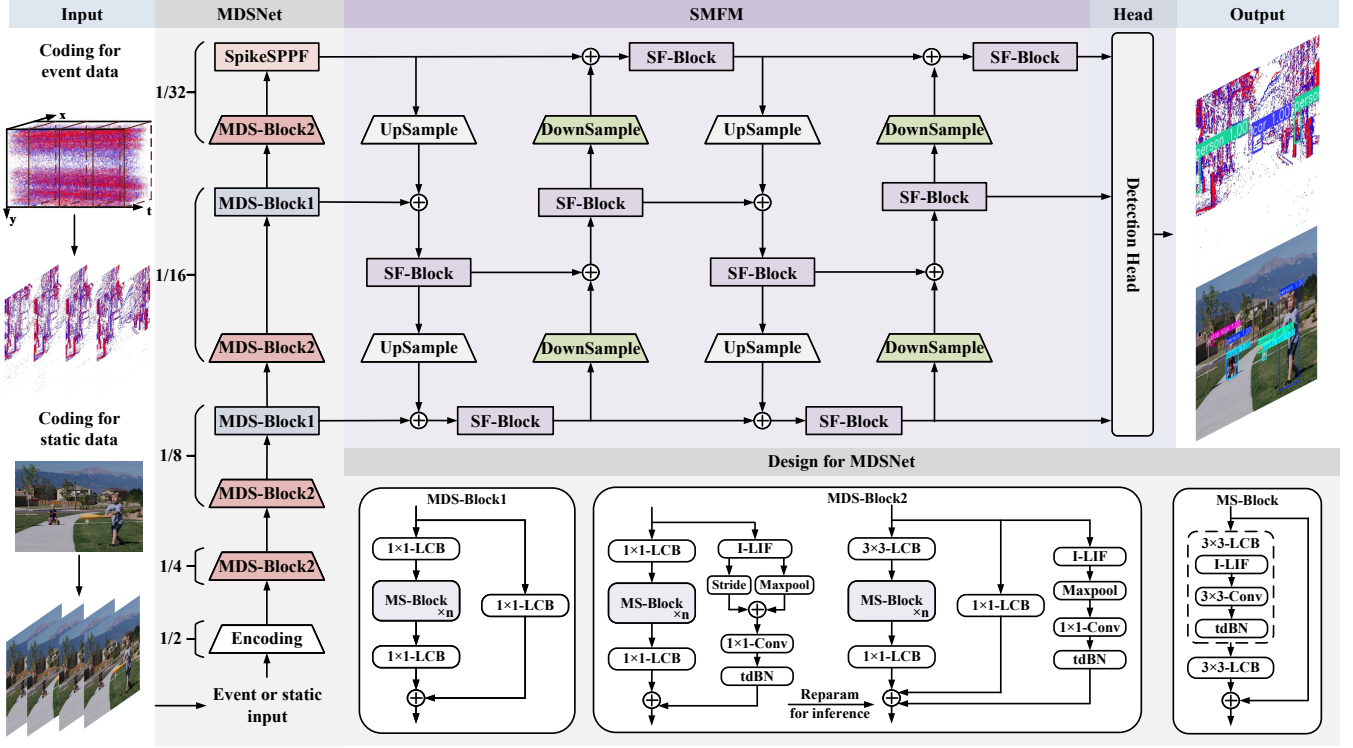 Input
MDSNet
SMFM
Head
Output
Coding for
event data
x
y
t
Coding for
static data
1/32
1/16
1/8
1/4
1/2
SpikeSPPF
MDS-Block2
MDS-Block1
MDS-Block2
MDS-Block1
MDS-Block2
MDS-Block2
Encoding
Event or static
input
SF-Block
SF-Block
UpSample
DownSample
UpSample
DownSample
SF-Block
SF-Block
SF-Block
SF-Block
UpSample
DownSample
UpSample
DownSample
SF-Block
SF-Block
Detection Head
person 1.00
car 1.00
person
Design for MDSNet
MDS-Block1
1×1-LCB
MS-Block
×n
1×1-LCB
1×1-LCB
MDS-Block2
1×1-LCB
MS-Block
×n
1×1-LCB
I-LIF
Stride
Maxpool
1×1-Conv
tdBN
Reparam
for inference
3×3-LCB
MS-Block
×n
1×1-LCB
1×1-LCB
I-LIF
Maxpool
1×1-Conv
tdBN
MS-Block
3×3-LCB
I-LIF
3×3-Conv
tdBN
3×3-LCB